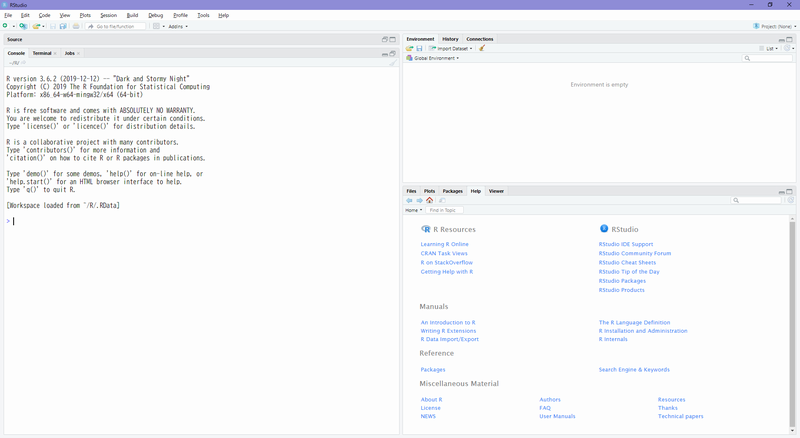 RStudio
File Edit Code View Plots Session Build Debug Profile Tools Help
Go to file/function Addins Project: (None)
Source
Console Terminal Jobs
~/R/
R version 3.6.2 (2019-12-12) -- "Dark and Stormy Night"
Copyright (C) 2019 The R Foundation for Statistical Computing
Platform: x86_64-w64-mingw32/x64 (64-bit)
R is free software and comes with ABSOLUTELY NO WARRANTY.
You are welcome to redistribute it under certain conditions.
Type 'license()' or 'licence()' for distribution details.
R is a collaborative project with many contributors.
Type 'contributors()' for more information and
'citation()' on how to cite R or R packages in publications.
Type 'demo()' for some demos, 'help()' for on-line help, or
'help.start()' for an HTML browser interface to help.
Type 'q()' to quit R.
[Workspace loaded from ~/R/.RData]
>
Environment History Connections
Import Dataset List
Global Environment
Environment is empty
Files Plots Packages Help Viewer
Home Find in Topic
R Resources
Learning R Online
CRAN Task Views
R on StackOverflow
Getting Help with R
RStudio
RStudio IDE Support
RStudio Community Forum
RStudio Cheat Sheets
RStudio Tip of the Day
RStudio Packages
RStudio Products
Manuals
An Introduction to R The R Language Definition
Writing R Extensions R Installation and Administration
R Data Import/Export R Internals
Reference
Packages Search Engine & Keywords
Miscellaneous Material
About R Authors Resources
License FAQ Thanks
NEWS User Manuals Technical papers